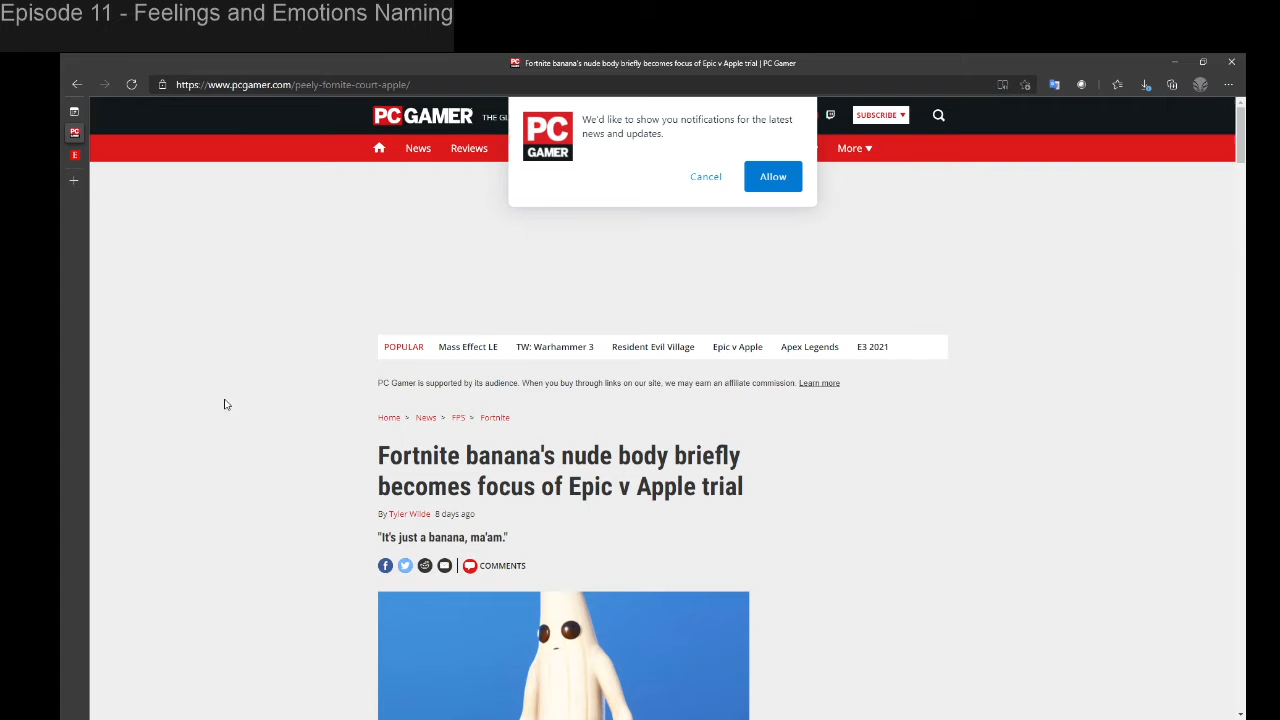 Episode 11 - Feelings and Emotions Naming
Fortnite banana's nude body briefly becomes focus of Epic v Apple trial | PC Gamer
https://www.pcgamer.com/peely-fornite-court-apple/
PC GAMER THE GL
SUBSCRIBE
PC GAMER
We'd like to show you notifications for the latest
news and updates.
Cancel Allow
News Reviews More
POPULAR Mass Effect LE TW: Warhammer 3 Resident Evil Village Epic v Apple Apex Legends E3 2021
PC Gamer is supported by its audience. When you buy through links on our site, we may earn an affiliate commission. Learn more
Home > News > FPS > Fortnite
Fortnite banana's nude body briefly
becomes focus of Epic v Apple trial
By Tyler Wilde 8 days ago
"It's just a banana, ma'am."
COMMENTS